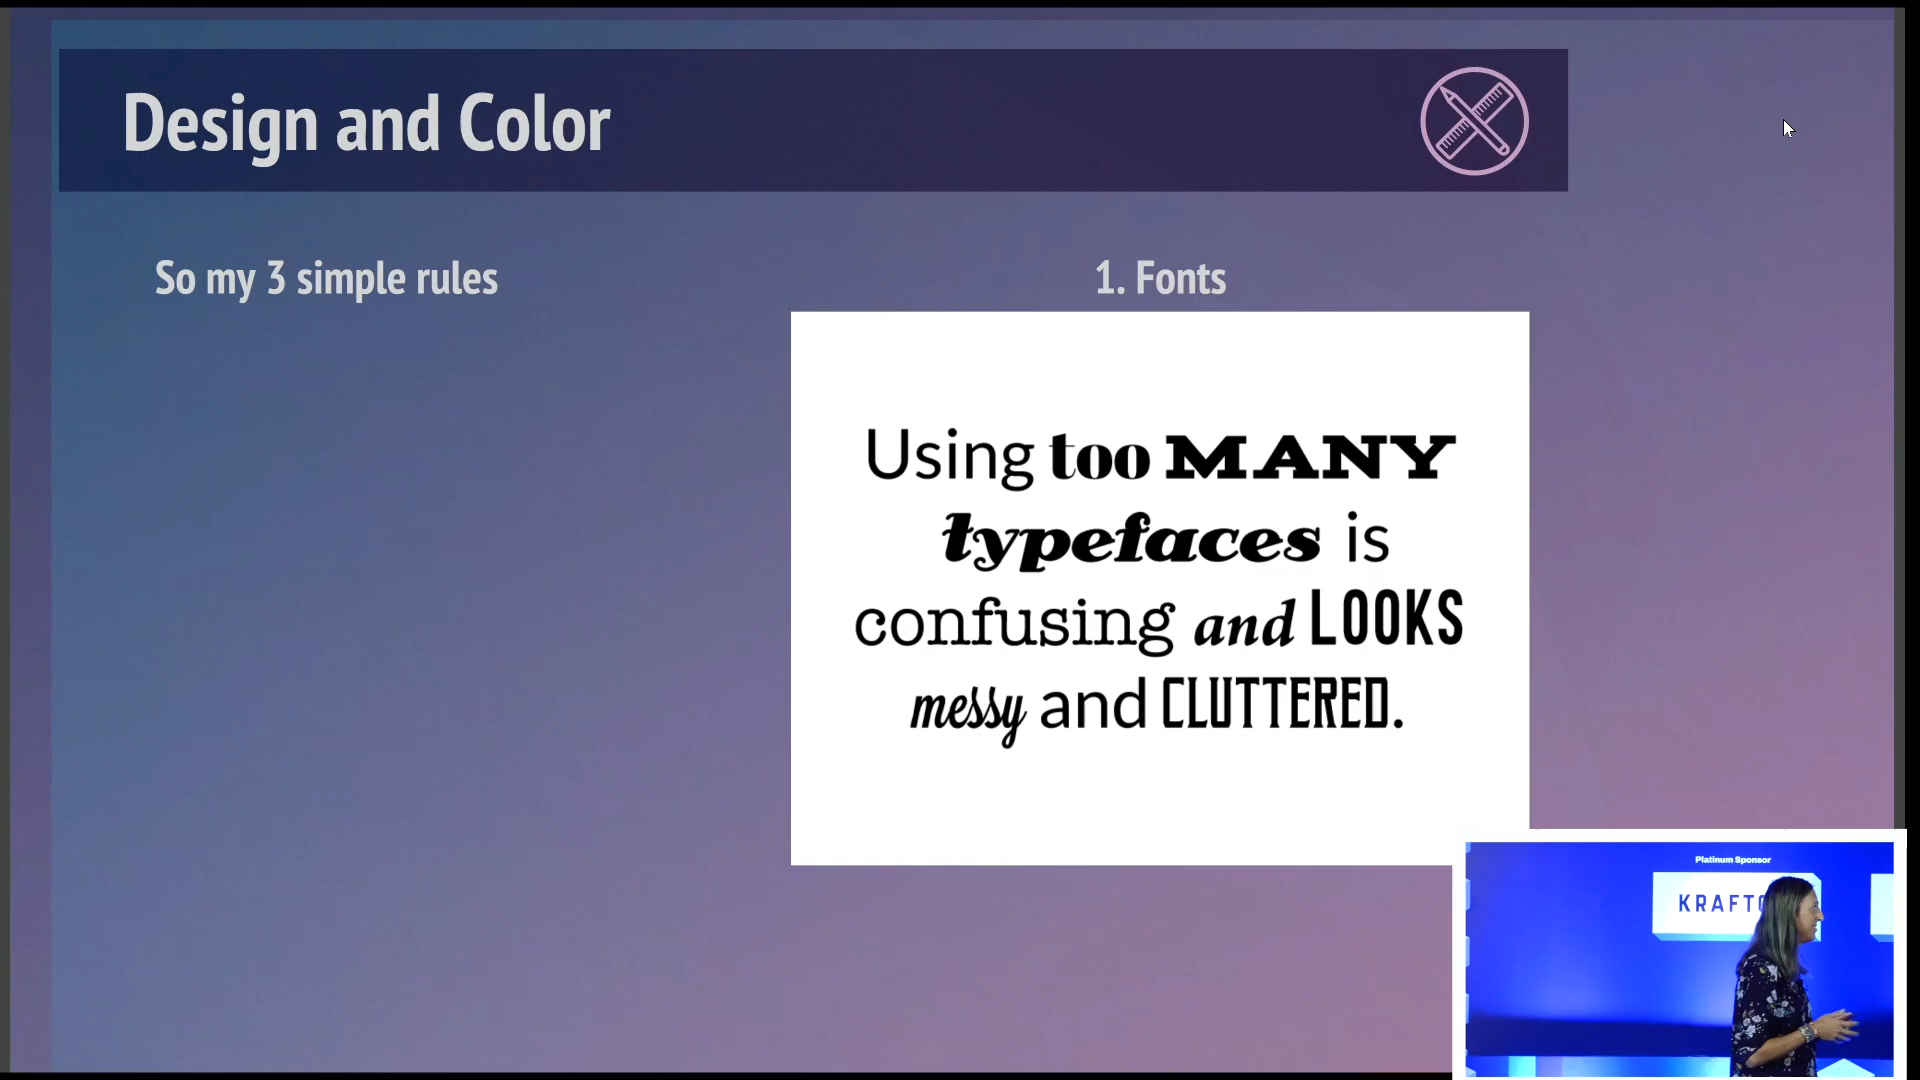 Design and Color
So my 3 simple rules
1. Fonts
Using too MANY
typefaces is
confusing and LOOKS
messy and CLUTTERED.
Platinum Sponsor